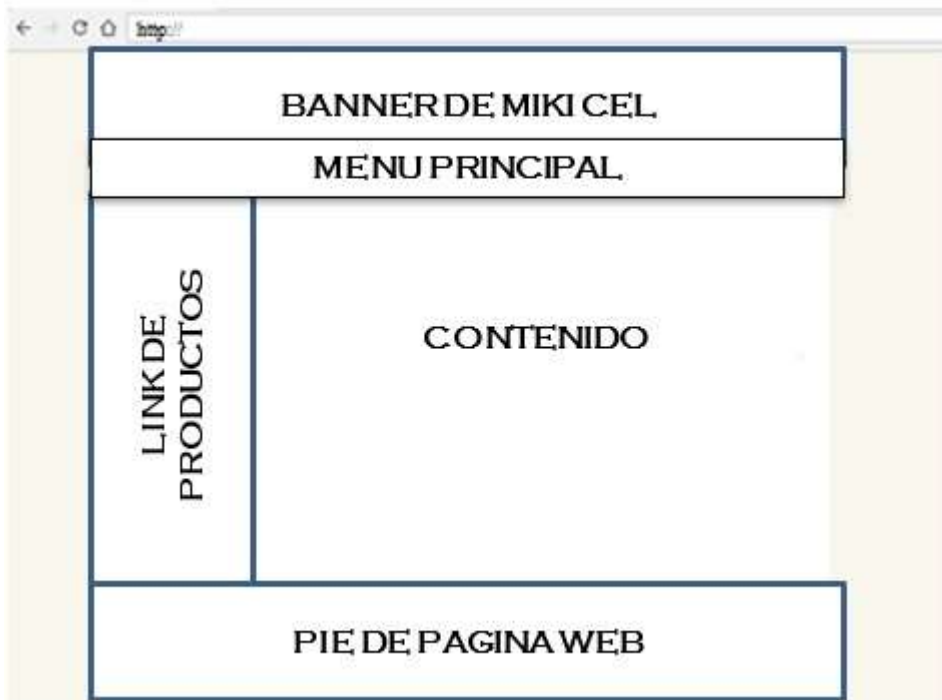 http://
BANNER DE MIKI CEL
MENU PRINCIPAL
LINK DE
PRODUCTOS
CONTENIDO
PIE DE PAGINA WEB